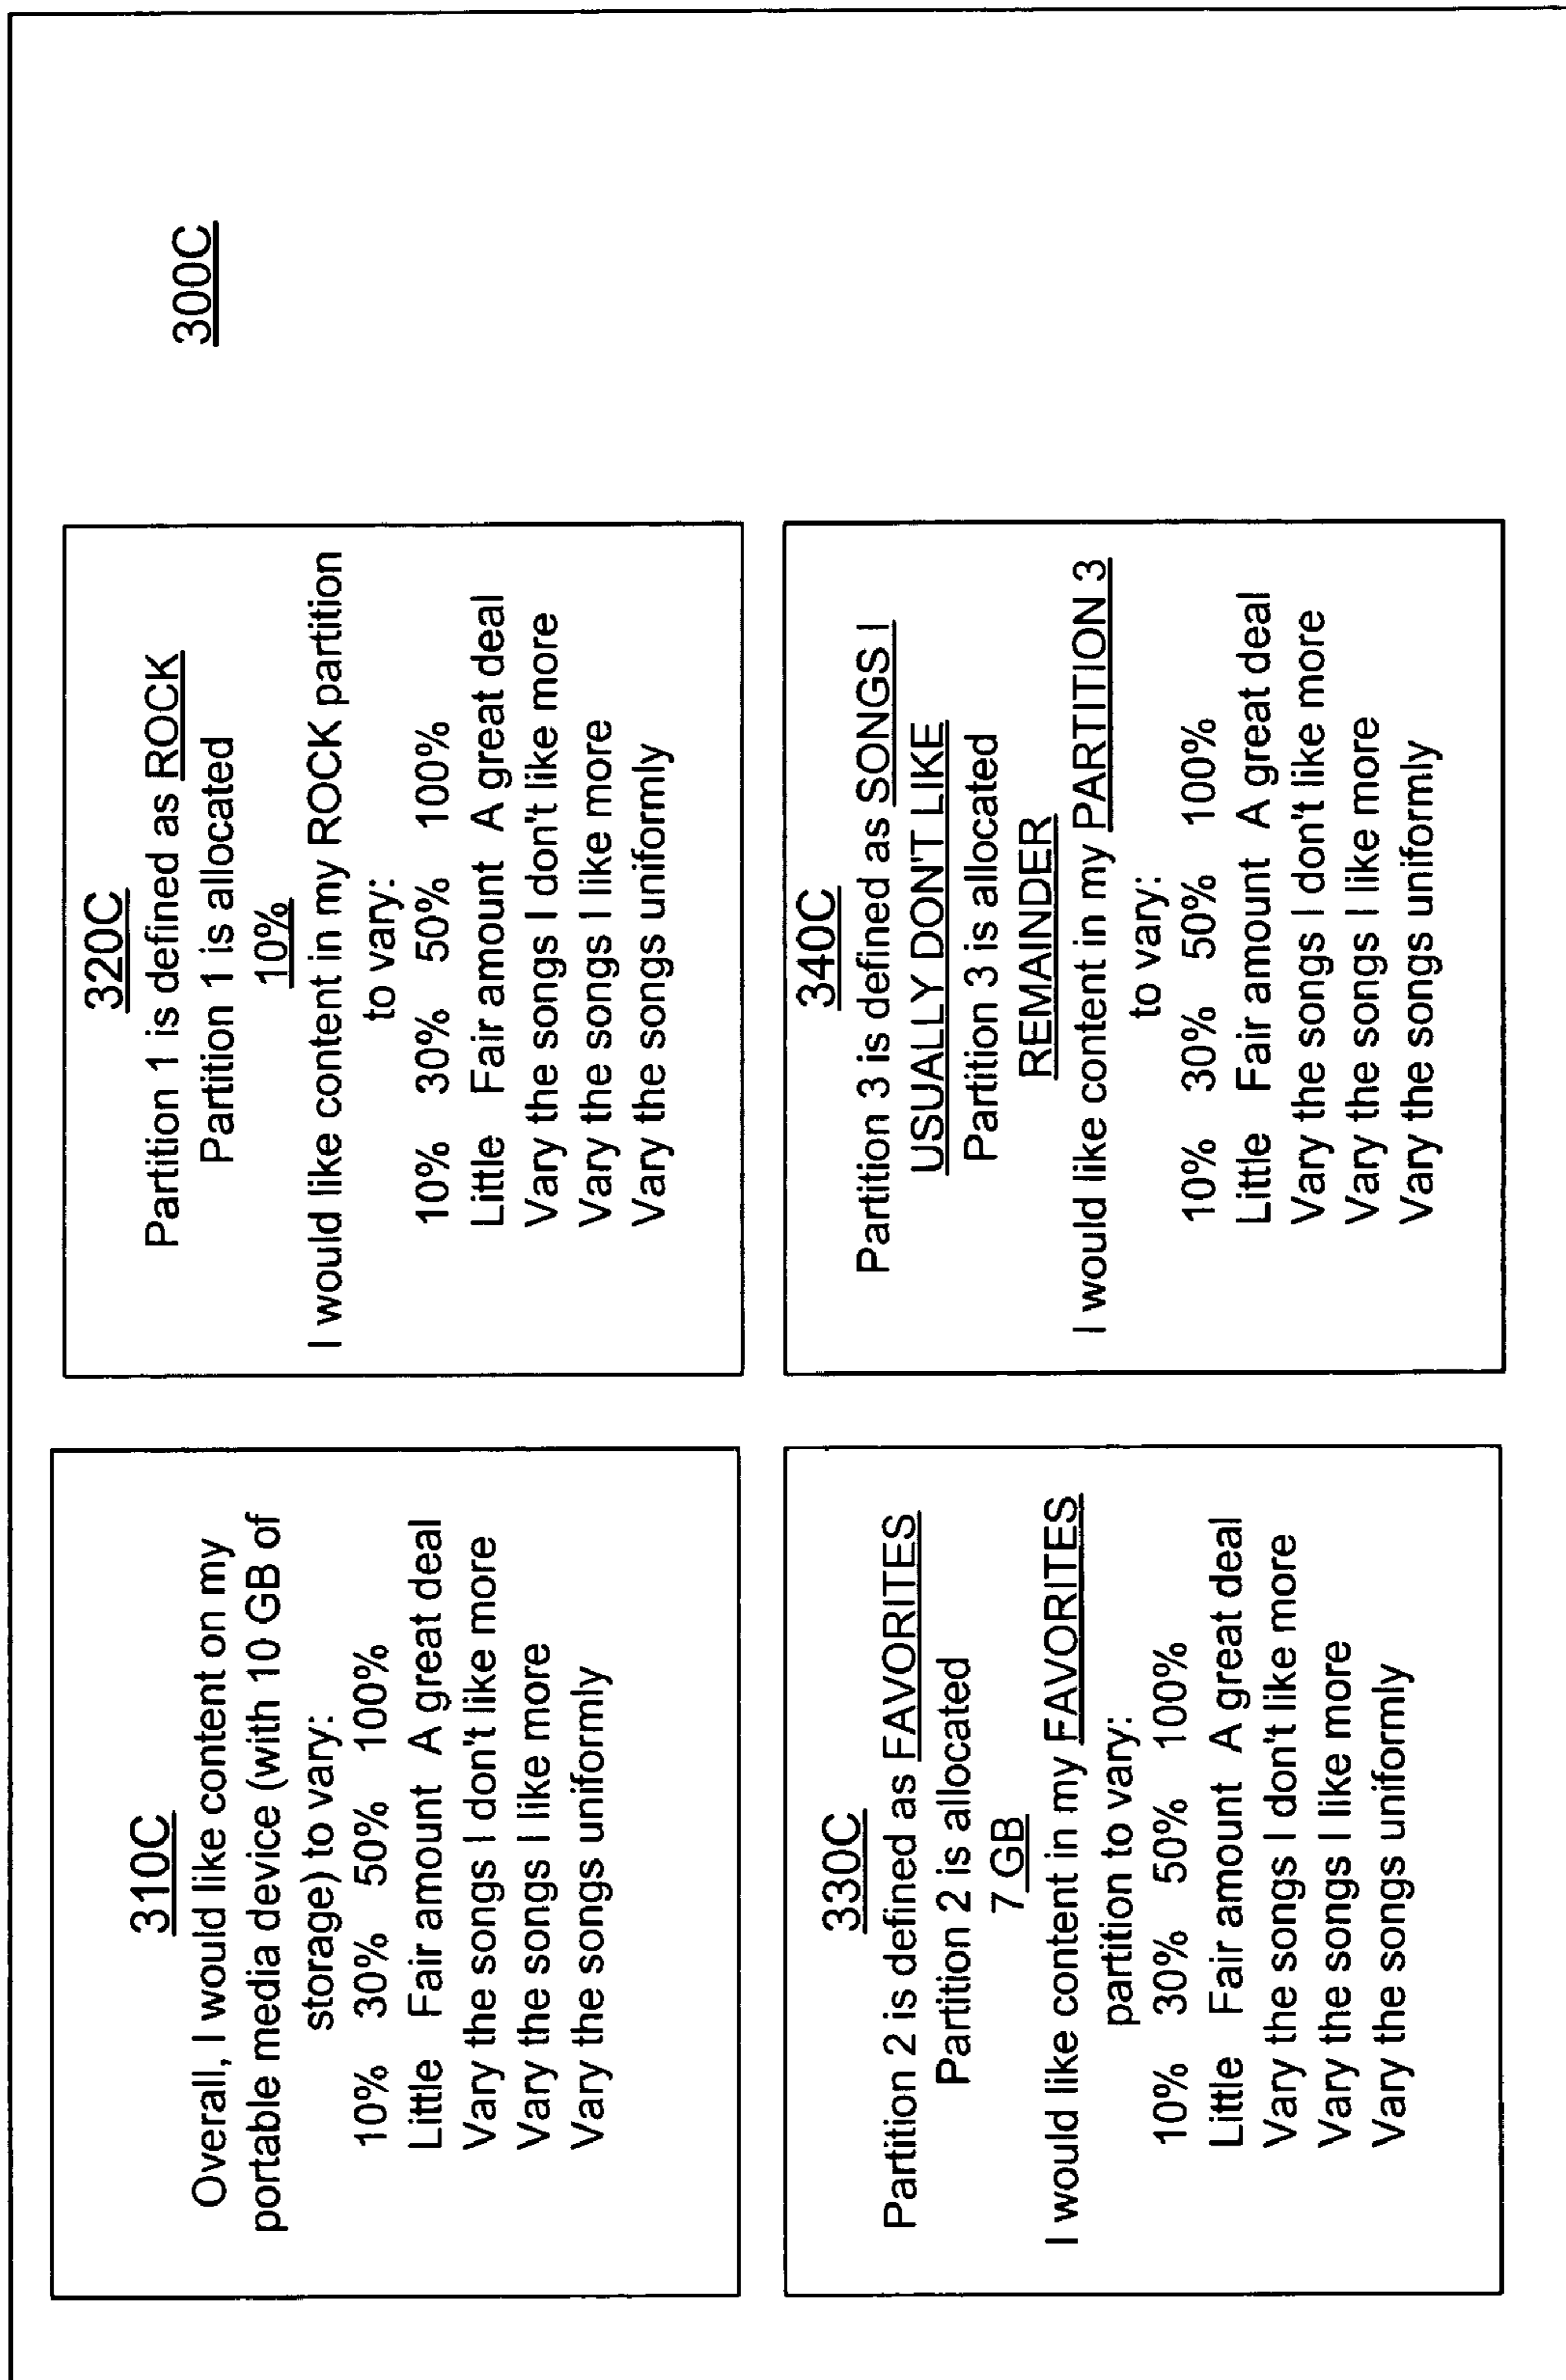 300C
310C
Overall, I would like content on my
portable media device (with 10 GB of
storage) to vary:
10% 30% 50% 100%
Little Fair amount A great deal
Vary the songs I don't like more
Vary the songs I like more
Vary the songs uniformly
320C
Partition 1 is defined as ROCK
Partition 1 is allocated
10%
I would like content in my ROCK partition
to vary:
10% 30% 50% 100%
Little Fair amount A great deal
Vary the songs I don't like more
Vary the songs I like more
Vary the songs uniformly
330C
Partition 2 is defined as FAVORITES
Partition 2 is allocated
7 GB
I would like content in my FAVORITES
partition to vary:
10% 30% 50% 100%
Little Fair amount A great deal
Vary the songs I don't like more
Vary the songs I like more
Vary the songs uniformly
340C
Partition 3 is defined as SONGS I
USUALLY DON'T LIKE
Partition 3 is allocated
REMAINDER
I would like content in my PARTITION 3
to vary:
10% 30% 50% 100%
Little Fair amount A great deal
Vary the songs I don't like more
Vary the songs I like more
Vary the songs uniformly